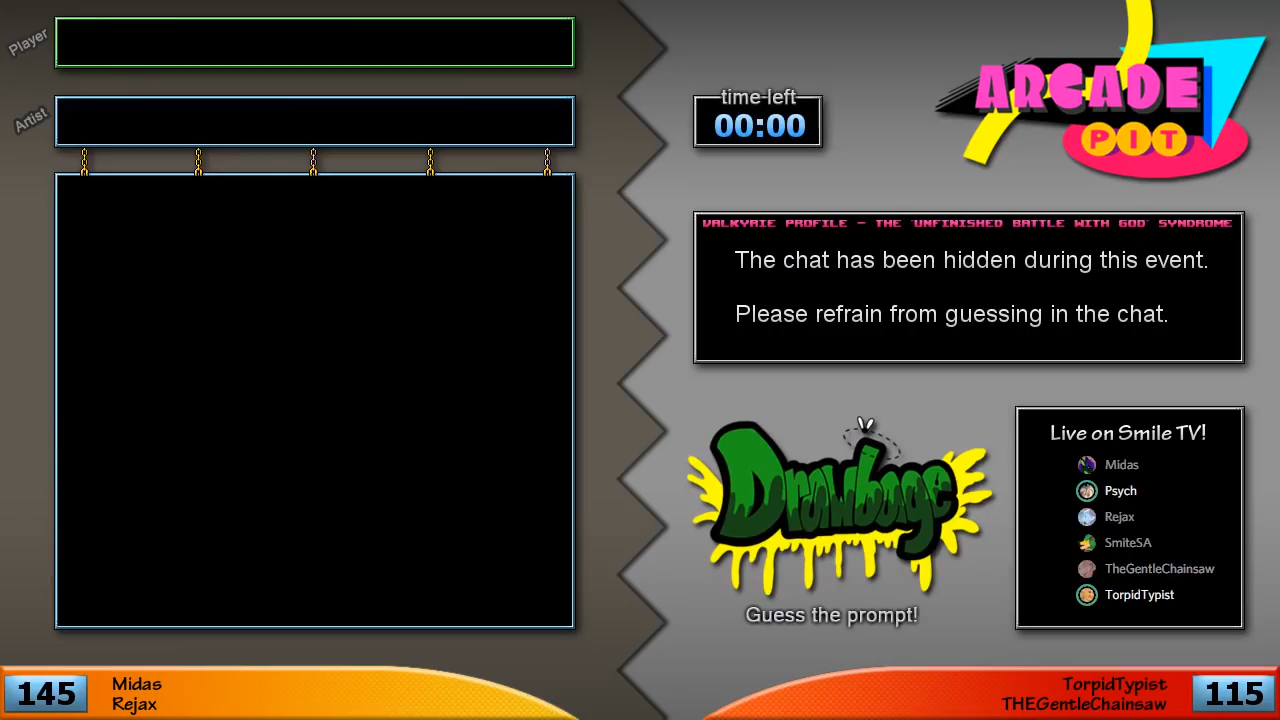 Player
Artist
time left
00:00
ARCADE
PIT
VALKYRIE PROFILE - THE 'UNFINISHED BATTLE WITH GOD' SYNDROME
The chat has been hidden during this event.
Please refrain from guessing in the chat.
Drawbage
Guess the prompt!
Live on Smile TV!
Midas
Psych
Rejax
SmiteSA
TheGentleChainsaw
TorpidTypist
145
Midas
Rejax
TorpidTypist
THEGentleChainsaw
115